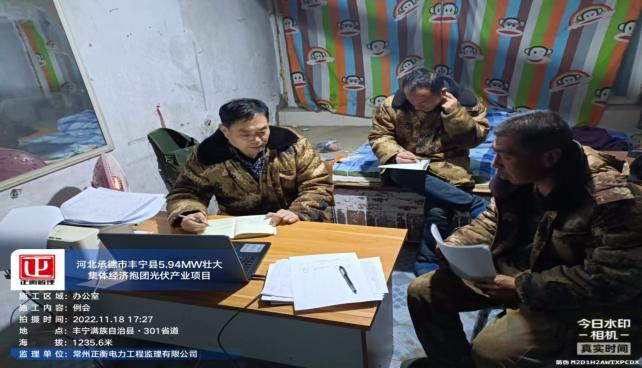 正衡监理
河北承德市丰宁县5.94MW壮大
集体经济抱团光伏产业项目
施工区域：办公室
施工内容：例会
拍摄时间：2022.11.18 17:27
地点：丰宁满族自治县·301省道
海拔：1235.6米
监理单位：常州正衡电力工程监理有限公司
今日水印
-相机-
真实时间
防伪 M2D1H2AWIXPCDX